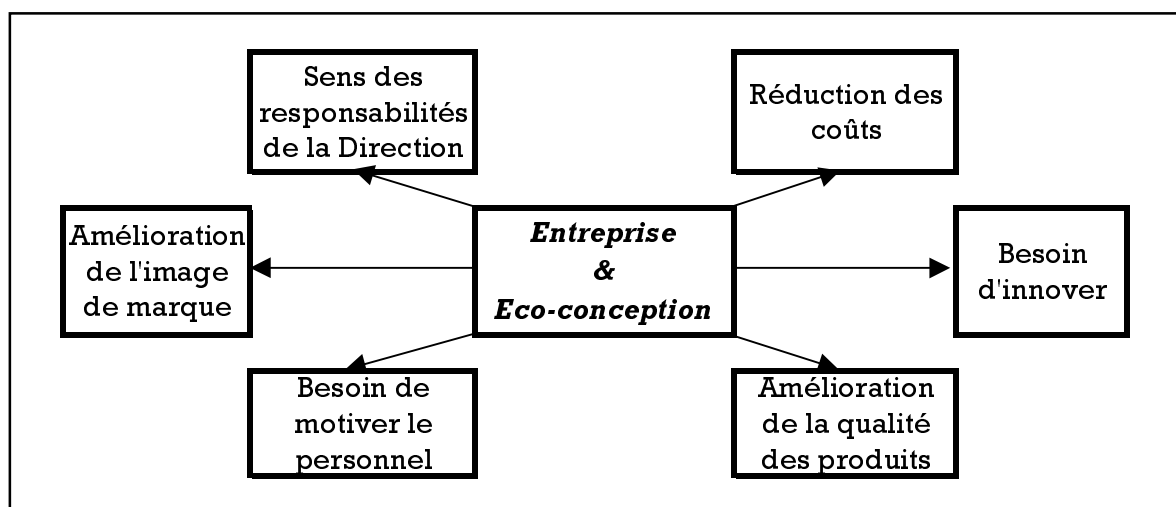 Sens des
responsabilités
de la Direction
Réduction des
coûts
Amélioration
de l'image
de marque
Entreprise
&
Eco-conception
Besoin
d'innover
Besoin de
motiver le
personnel
Amélioration
de la qualité
des produits